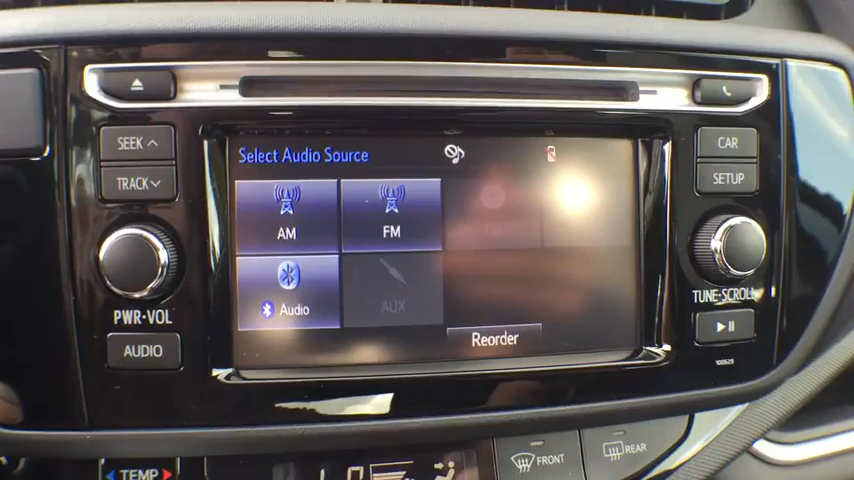 SEEK
TRACK
PWR•VOL
AUDIO
Select Audio Source
AM
FM
Audio
AUX
Reorder
CAR
SETUP
TUNE•SCROLL
100629
TEMP
FRONT
REAR